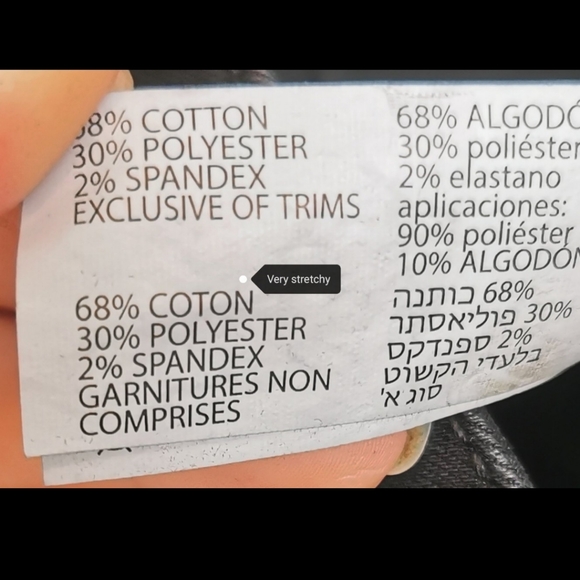 68% COTTON
30% POLYESTER
2% SPANDEX
EXCLUSIVE OF TRIMS
68% COTON
30% POLYESTER
2% SPANDEX
GARNITURES NON
COMPRISES
68% ALGODÓ
30% poliéster
2% elastano
aplicaciones:
90% poliéster
10% ALGODÓN
68% כותנה
30% פוליאסתר
2% ספנדקס
בלעדי הקשוט
סוג א'
Very stretchy